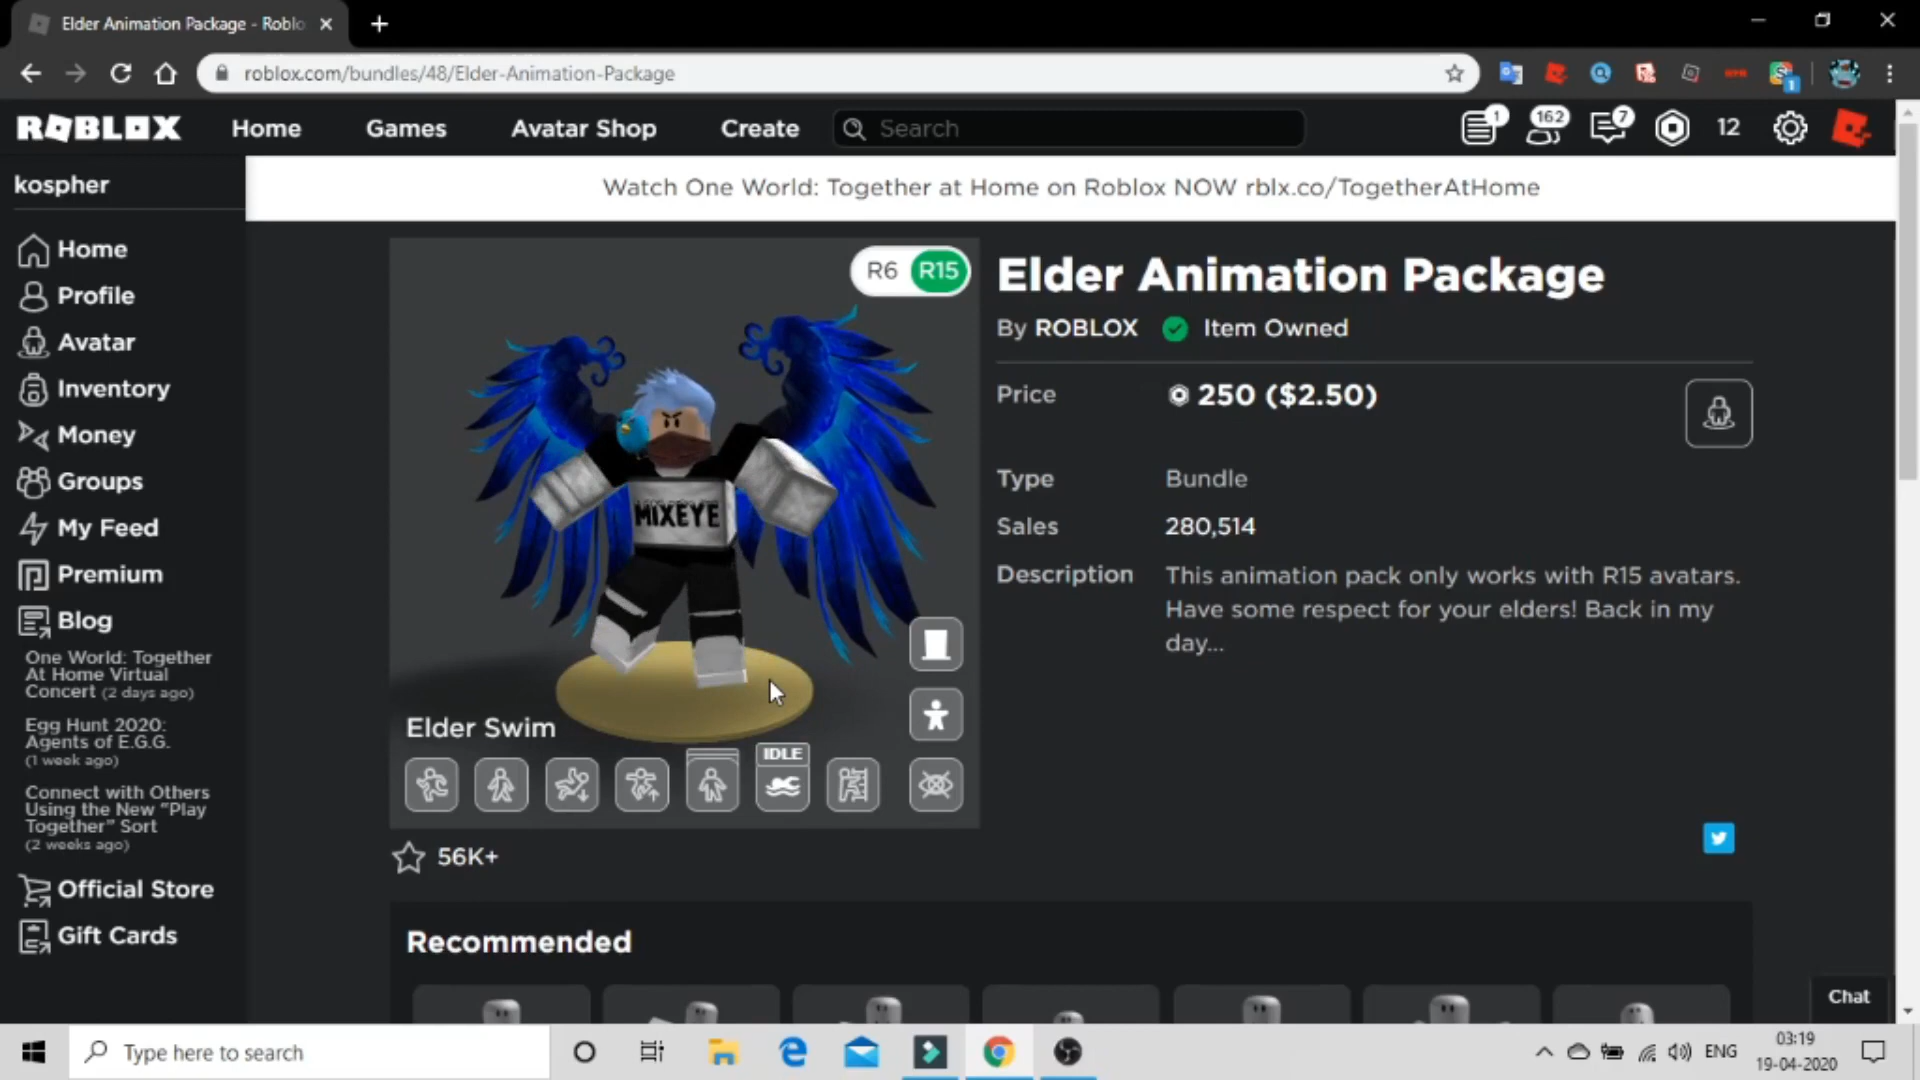 Elder Animation Package - Roblo
roblox.com/bundles/48/Elder-Animation-Package
1
ROBLOX
Home
Games
Avatar Shop
Create
Search
1
162
7
12
kospher
Watch One World: Together at Home on Roblox NOW rblx.co/TogetherAtHome
Home
Profile
Avatar
Inventory
Money
Groups
My Feed
Premium
Blog
One World: Together
At Home Virtual
Concert (2 days ago)
Egg Hunt 2020:
Agents of E.G.G.
(1 week ago)
Connect with Others
Using the New "Play
Together" Sort
(2 weeks ago)
Official Store
Gift Cards
R6 R15
MIXEYE
Elder Swim
IDLE
56K+
Elder Animation Package
By ROBLOX Item Owned
Price 250 ($2.50)
Type Bundle
Sales 280,514
Description This animation pack only works with R15 avatars.
Have some respect for your elders! Back in my
day...
Recommended
Chat
Type here to search
ENG
03:19
19-04-2020